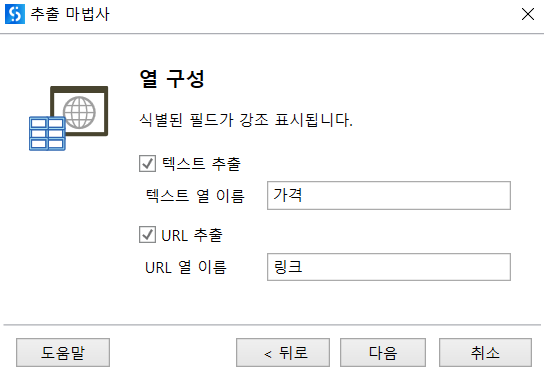 추출 마법사
열 구성
식별된 필드가 강조 표시됩니다.
텍스트 추출
텍스트 열 이름 가격
URL 추출
URL 열 이름 링크
도움말 < 뒤로 다음 취소